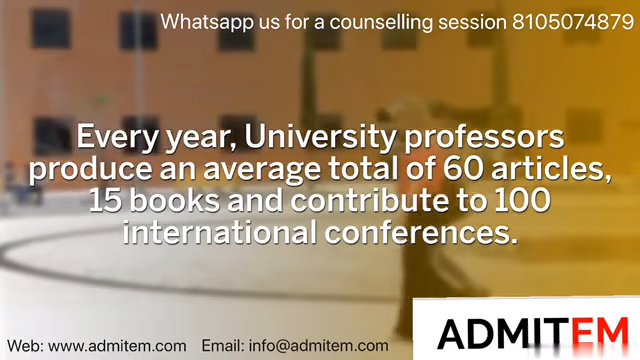 Whatsapp us for a counselling session 8105074879
Every year, University professors
produce an average total of 60 articles,
15 books and contribute to 100
international conferences.
Web: www.admitem.com Email: info@admitem.com
ADMITEM